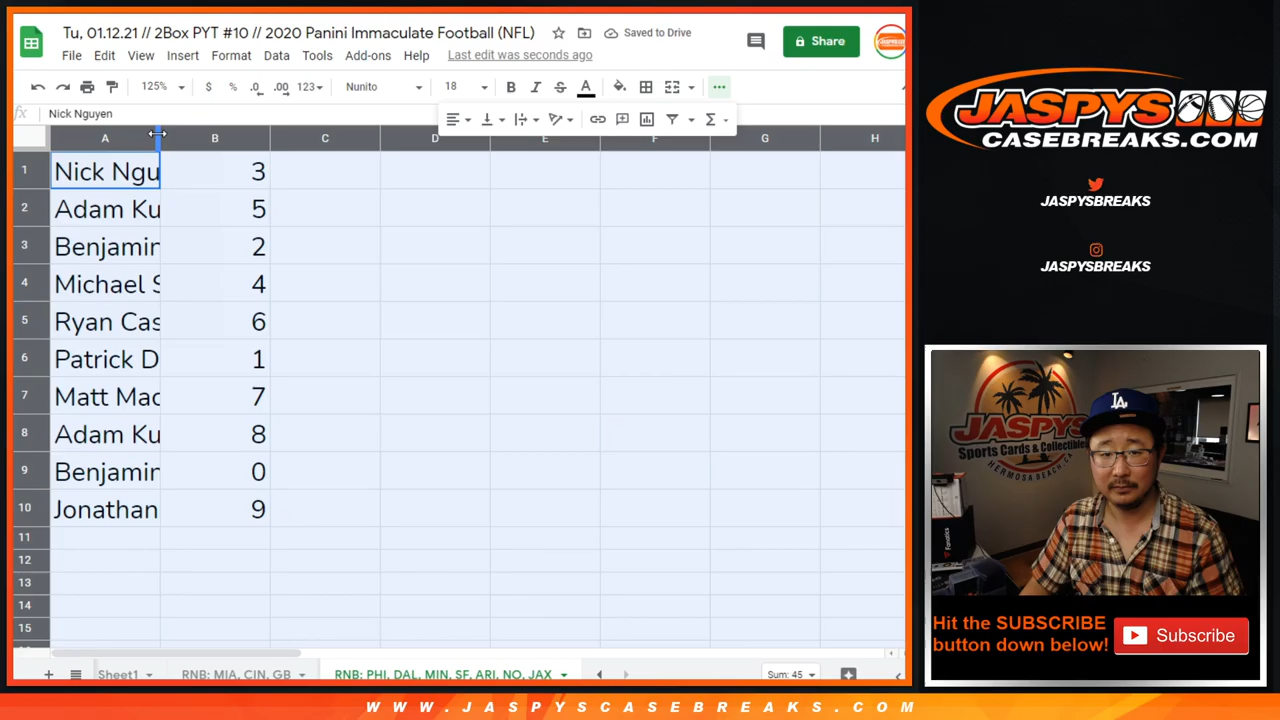 Tu, 01.12.21 // 2Box PYT #10 // 2020 Panini Immaculate Football (NFL)
Saved to Drive
Share
File Edit View Insert Format Data Tools Add-ons Help Last edit was seconds ago
125% $ % .0 .00 123 Nunito 18 B I S A
fx Nick Nguyen
A B C D E F G H
1 Nick Ngu 3
2 Adam Ku 5
3 Benjamin 2
4 Michael S 4
5 Ryan Cas 6
6 Patrick D 1
7 Matt Mac 7
8 Adam Ku 8
9 Benjamin 0
10 Jonathan 9
11
12
13
14
15
Sheet1 RNB: MIA, CIN, GB RNB: PHI, DAL, MIN, SF, ARI, NO, JAX Sum: 45
JASPYS
CASEBREAKS.COM
JASPYSBREAKS
JASPYSBREAKS
JASPYS
Sports Cards & Collectibles
HERMOSA BEACH, CA
Fanatics
LA
Hit the SUBSCRIBE
button down below!
Subscribe
WWW.JASPYSCASEBREAKS.COM